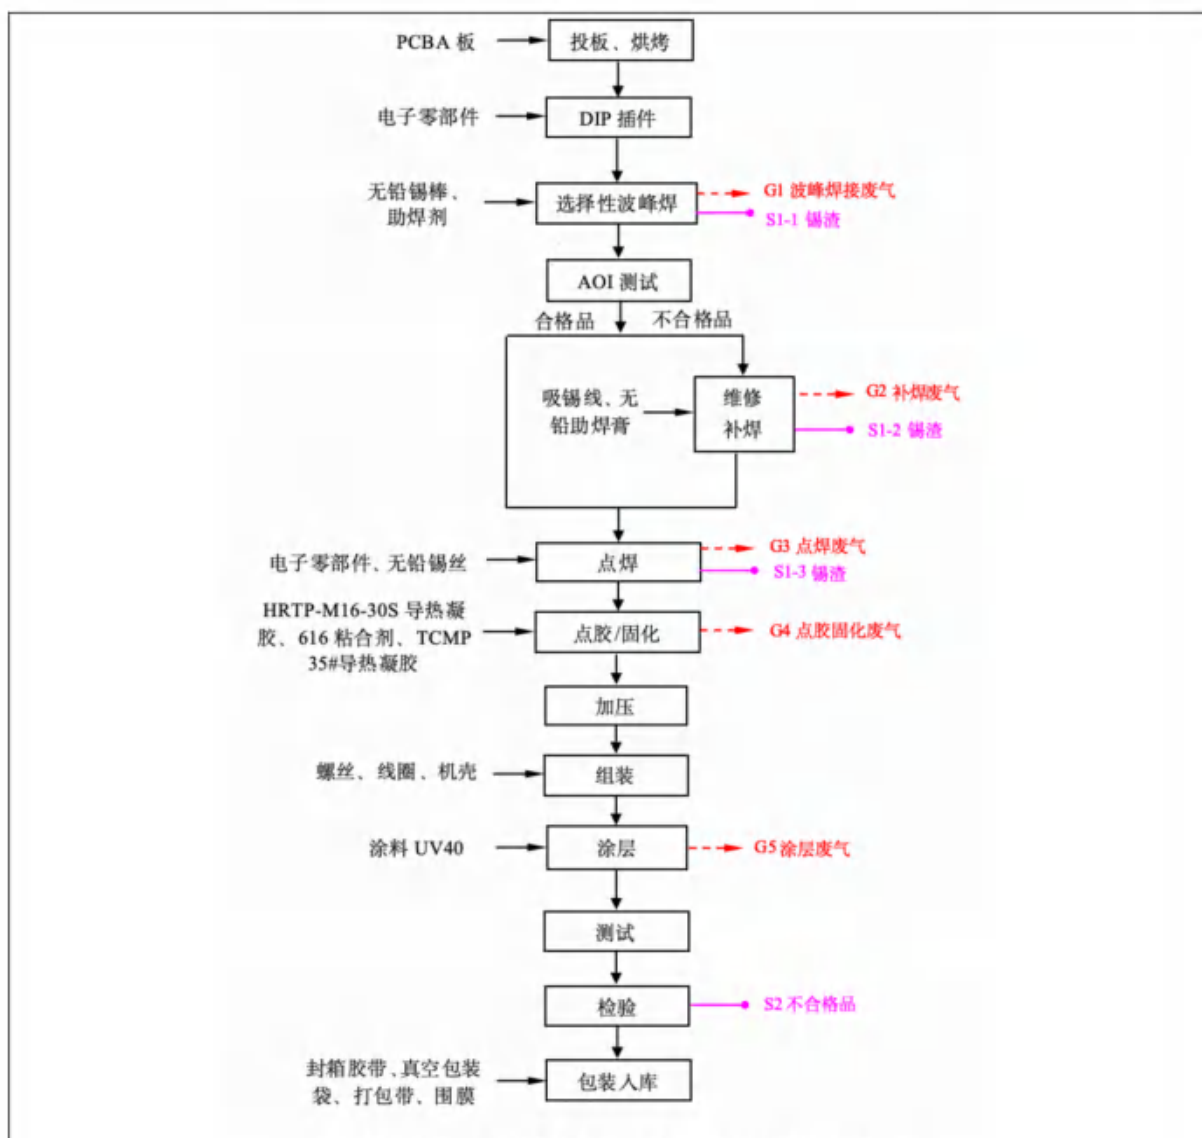 PCBA 板
投板、烘烤
电子零部件
DIP 插件
无铅锡棒、
助焊剂
选择性波峰焊
G1 波峰焊接废气
S1-1 锡渣
AOI 测试
合格品
不合格品
吸锡线、无
铅助焊膏
维修
补焊
G2 补焊废气
S1-2 锡渣
电子零部件、无铅锡丝
点焊
G3 点焊废气
S1-3 锡渣
HRTP-M16-30S 导热凝
胶、616 粘合剂、TCMP
35#导热凝胶
点胶/固化
G4 点胶固化废气
加压
螺丝、线圈、机壳
组装
涂料 UV40
涂层
G5 涂层废气
测试
检验
S2 不合格品
封箱胶带、真空包装
袋、打包带、围膜
包装入库